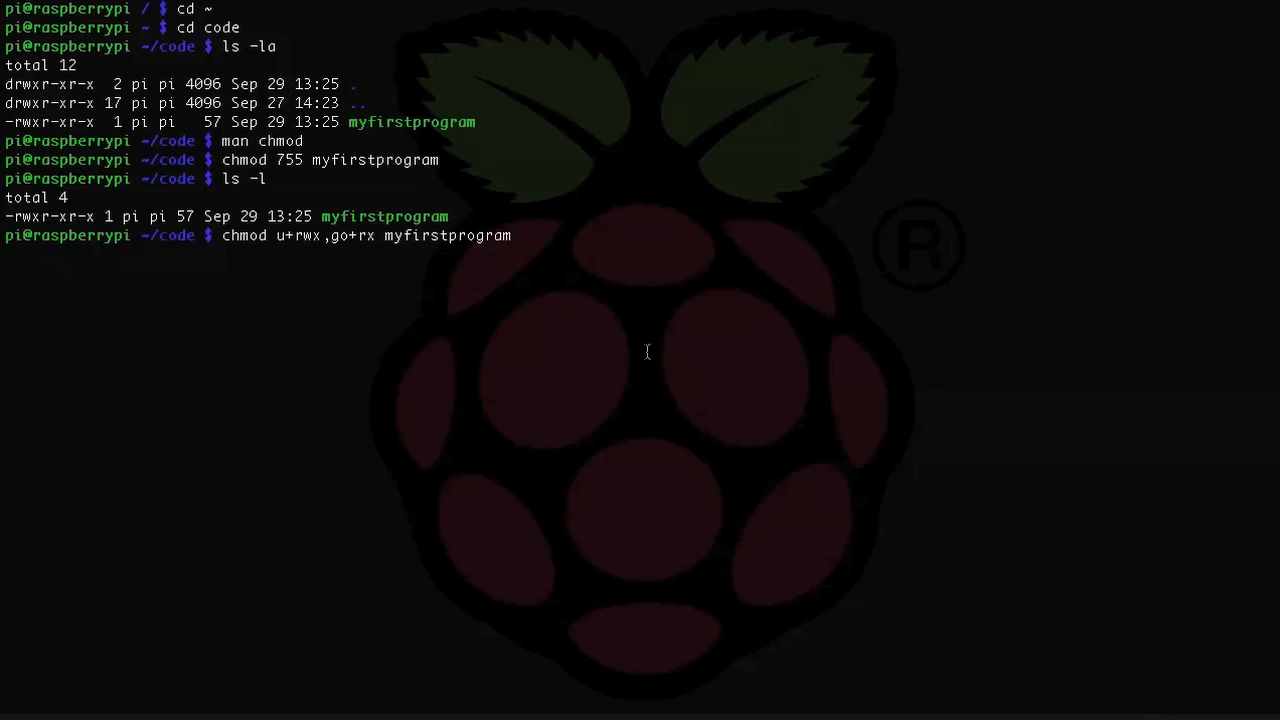 pi@raspberrypi / $ cd ~
pi@raspberrypi ~ $ cd code
pi@raspberrypi ~/code $ ls -la
total 12
drwxr-xr-x  2 pi pi 4096 Sep 29 13:25 .
drwxr-xr-x 17 pi pi 4096 Sep 27 14:23 ..
-rwxr-xr-x  1 pi pi   57 Sep 29 13:25 myfirstprogram
pi@raspberrypi ~/code $ man chmod
pi@raspberrypi ~/code $ chmod 755 myfirstprogram
pi@raspberrypi ~/code $ ls -l
total 4
-rwxr-xr-x 1 pi pi 57 Sep 29 13:25 myfirstprogram
pi@raspberrypi ~/code $ chmod u+rwx,go+rx myfirstprogram
®